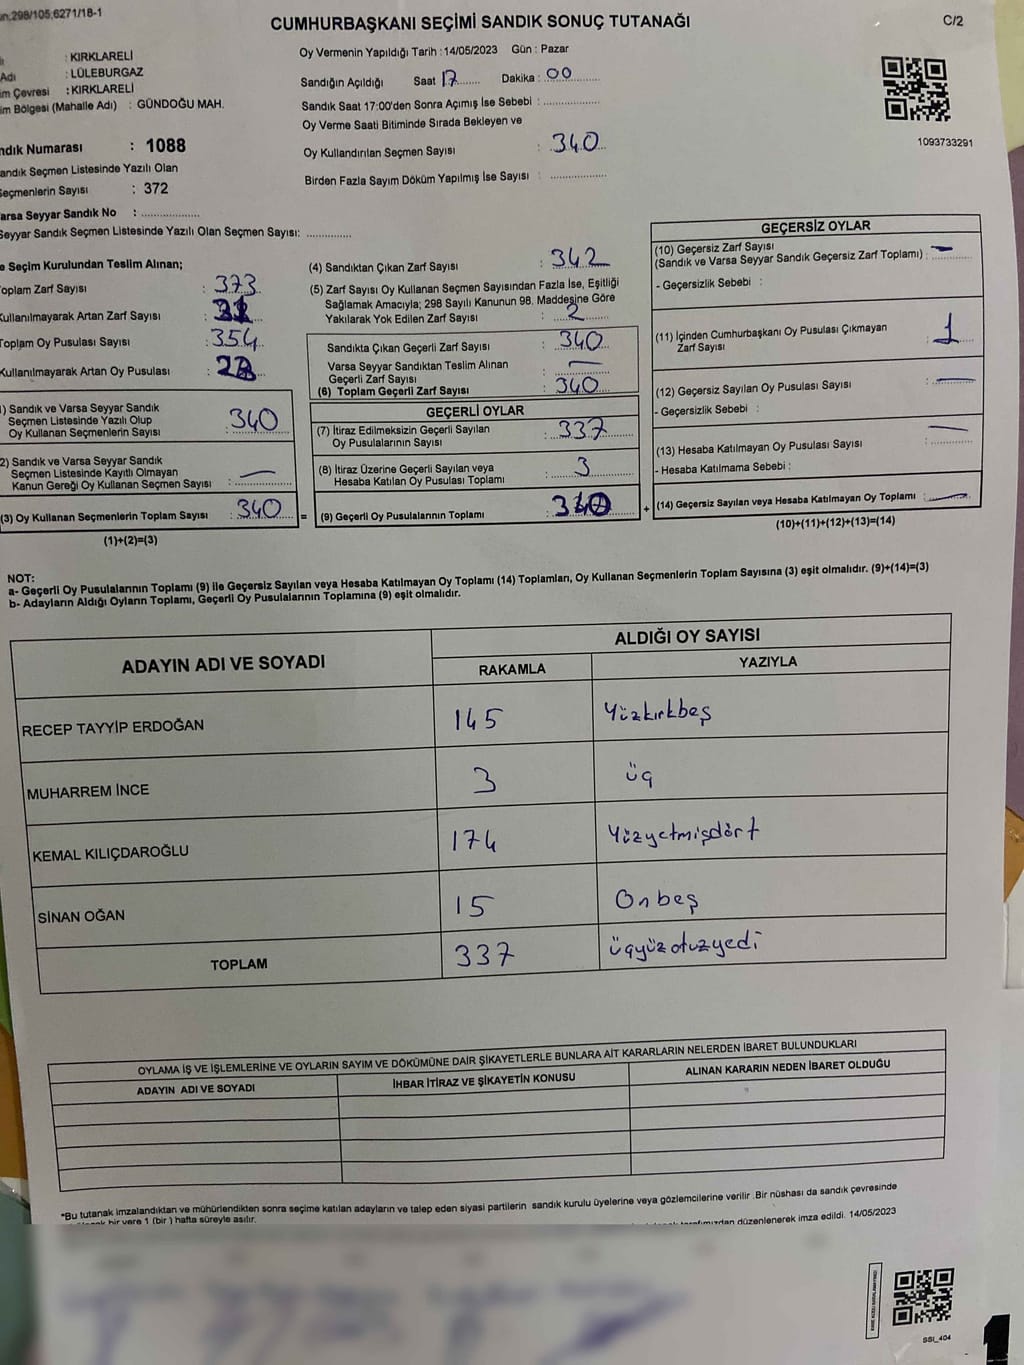 298/105,6271/18-1
CUMHURBAŞKANI SEÇİMİ SANDIK SONUÇ TUTANAĞI
C/2
: KIRKLARELİ
Adı : LÜLEBURGAZ
Çevresi : KIRKLARELİ
Bölgesi (Mahalle Adı) : GÜNDOĞU MAH.
Numarası : 1088
Sandık Seçmen Listesinde Yazılı Olan
Seçmenlerin Sayısı : 372
Varsa Seyyar Sandık No : ....................
Seyyar Sandık Seçmen Listesinde Yazılı Olan Seçmen Sayısı: ..............
Oy Vermenin Yapıldığı Tarih : 14/05/2023 Gün : Pazar
Sandığın Açıldığı Saat 17 Dakika : 00
Sandık Saat 17:00'den Sonra Açımış İse Sebebi : ..................
Oy Verme Saati Bitiminde Sırada Bekleyen ve
Oy Kullandırılan Seçmen Sayısı : 340
Birden Fazla Sayım Döküm Yapılmış İse Sayısı : ..................
1093733291
Seçim Kurulundan Teslim Alınan;
Toplam Zarf Sayısı : 373
Kullanılmayarak Artan Zarf Sayısı :
Toplam Oy Pusulası Sayısı : 354
Kullanılmayarak Artan Oy Pusulası :
1) Sandık ve Varsa Seyyar Sandık
Seçmen Listesinde Yazılı Olup
Oy Kullanan Seçmenlerin Sayısı : 340
2) Sandık ve Varsa Seyyar Sandık
Seçmen Listesinde Kayıtlı Olmayan
Kanun Gereği Oy Kullanan Seçmen Sayısı : —
(3) Oy Kullanan Seçmenlerin Toplam Sayısı : 340 =
(1)+(2)=(3)
(4) Sandıktan Çıkan Zarf Sayısı : 342
(5) Zarf Sayısı Oy Kullanan Seçmen Sayısından Fazla İse, Eşitliği
Sağlamak Amacıyla; 298 Sayılı Kanunun 98. Maddesine Göre
Yakılarak Yok Edilen Zarf Sayısı : 2
Sandıkta Çıkan Geçerli Zarf Sayısı : 340
Varsa Seyyar Sandıktan Teslim Alınan
Geçerli Zarf Sayısı : —
(6) Toplam Geçerli Zarf Sayısı : 340
GEÇERLİ OYLAR
(7) İtiraz Edilmeksizin Geçerli Sayılan
Oy Pusulalarının Sayısı : 337
(8) İtiraz Üzerine Geçerli Sayılan veya
Hesaba Katılan Oy Pusulası Toplamı : 3
(9) Geçerli Oy Pusulalarının Toplamı : 340 +
GEÇERSİZ OYLAR
(10) Geçersiz Zarf Sayısı
(Sandık ve Varsa Seyyar Sandık Geçersiz Zarf Toplamı) : —
- Geçersizlik Sebebi :
(11) İçinden Cumhurbaşkanı Oy Pusulası Çıkmayan
Zarf Sayısı : 1
(12) Geçersiz Sayılan Oy Pusulası Sayısı : —
- Geçersizlik Sebebi :
(13) Hesaba Katılmayan Oy Pusulası Sayısı : —
- Hesaba Katılmama Sebebi :
(14) Geçersiz Sayılan veya Hesaba Katılmayan Oy Toplamı : —
(10)+(11)+(12)+(13)=(14)
NOT:
a- Geçerli Oy Pusulalarının Toplamı (9) ile Geçersiz Sayılan veya Hesaba Katılmayan Oy Toplamı (14) Toplamları, Oy Kullanan Seçmenlerin Toplam Sayısına (3) eşit olmalıdır. (9)+(14)=(3)
b- Adayların Aldığı Oyların Toplamı, Geçerli Oy Pusulalarının Toplamına (9) eşit olmalıdır.
ADAYIN ADI VE SOYADI ALDIĞI OY SAYISI
RAKAMLA YAZIYLA
RECEP TAYYİP ERDOĞAN 145 Yüzkırkbeş
MUHARREM İNCE 3 üç
KEMAL KILIÇDAROĞLU 174 Yüzyetmişdört
SİNAN OĞAN 15 Onbeş
TOPLAM 337 üçyüzotuzyedi
OYLAMA İŞ VE İŞLEMLERİNE VE OYLARIN SAYIM VE DÖKÜMÜNE DAİR ŞİKAYETLERLE BUNLARA AİT KARARLARIN NELERDEN İBARET BULUNDUKLARI
ADAYIN ADI VE SOYADI İHBAR İTİRAZ VE ŞİKAYETİN KONUSU ALINAN KARARIN NEDEN İBARET OLDUĞU
*Bu tutanak imzalandıktan ve mühürlendikten sonra seçime katılan adayların ve talep eden siyasi partilerin sandık kurulu üyelerine veya gözlemcilerine verilir .Bir nüshası da sandık çevresinde
bir yere 1 (bir ) hafta süreyle asılır.
düzenlenerek imza edildi. 14/05/2023
SSI_404
1